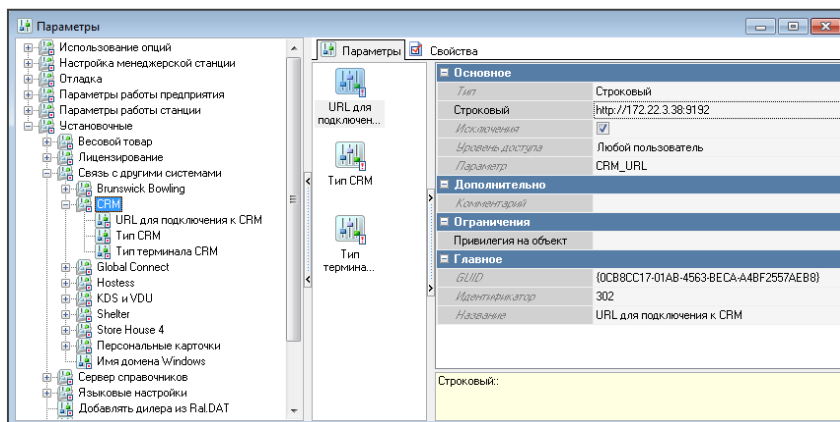 Параметры
Использование опций
Настройка менеджерской станции
Отладка
Параметры работы предприятия
Параметры работы станции
Установочные
Весовой товар
Лицензирование
Связь с другими системами
Brunswick Bowling
CRM
URL для подключения к CRM
Тип CRM
Тип терминала CRM
Global Connect
Hostess
KDS и VDU
Shelter
Store House 4
Персональные карточки
Имя домена Windows
Сервер справочников
Языковые настройки
Добавлять дилера из Ral.DAT
Параметры Свойства
URL для
подключен...
Тип CRM
Тип
термина...
Основное
Тип Строковый
Строковый http://172.22.3.38:9192
Исключения
Уровень доступа Любой пользователь
Параметр CRM_URL
Дополнительно
Комментарий
Ограничения
Привилегия на объект
Главное
GUID {0CB8CC17-01AB-4563-BECA-A4BF2557AEB8}
Идентификатор 302
Название URL для подключения к CRM
Строковый::